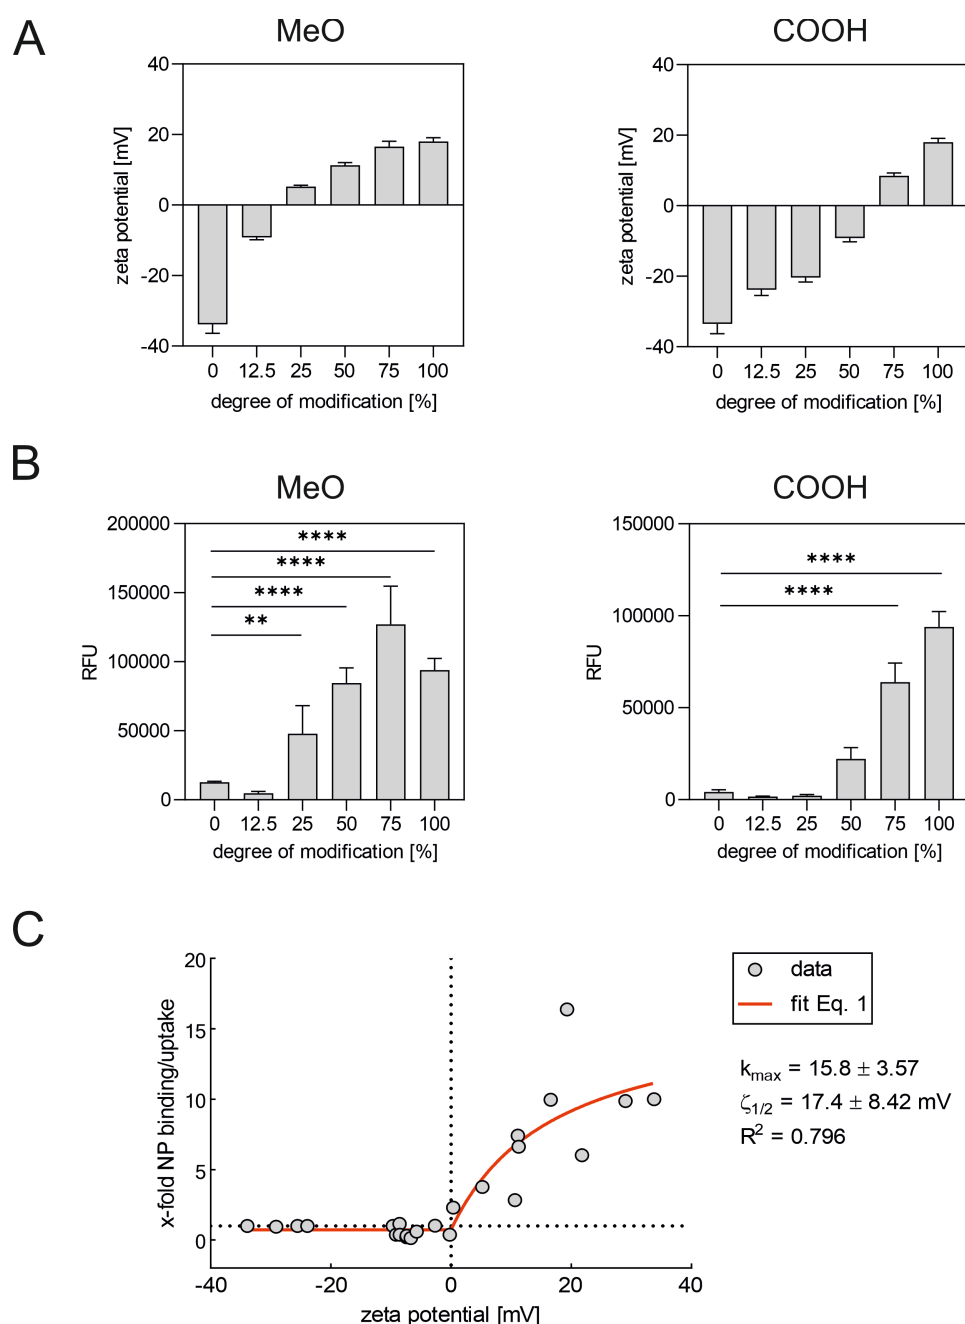 A
MeO
COOH
zeta potential [mV]
40
20
0
-20
-40
0 12.5 25 50 75 100
degree of modification [%]
zeta potential [mV]
40
20
0
-20
-40
0 12.5 25 50 75 100
degree of modification [%]
B
MeO
COOH
RFU
200000
150000
100000
50000
0
****
****
****
**
0 12.5 25 50 75 100
degree of modification [%]
RFU
150000
100000
50000
0
****
****
0 12.5 25 50 75 100
degree of modification [%]
C
x-fold NP binding/uptake
20
15
10
5
0
-40 -20 0 20 40
zeta potential [mV]
data
fit Eq. 1
kmax = 15.8 ± 3.57
ζ1/2 = 17.4 ± 8.42 mV
R² = 0.796